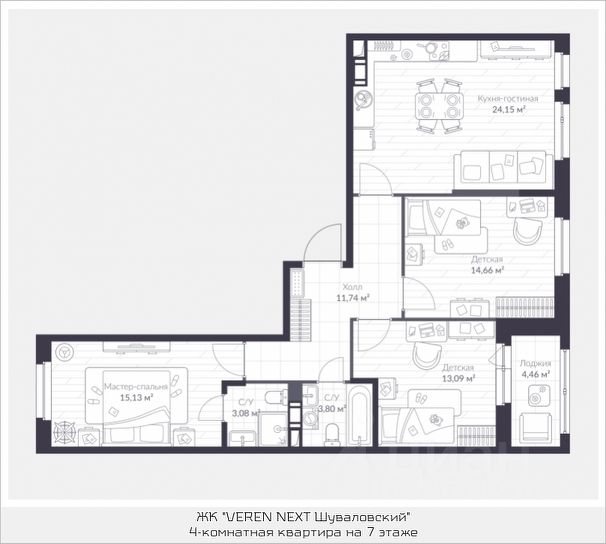 Кухня-гостиная
24,15 м²
Детская
14,66 м²
Холл
11,74 м²
Детская
13,09 м²
Лоджия
4,46 м²
Мастер-спальня
15,13 м²
С/У
3,08 м²
С/У
3,80 м²
ЦИАН
ЖК "VEREN NEXT Шуваловский"
4-комнатная квартира на 7 этаже